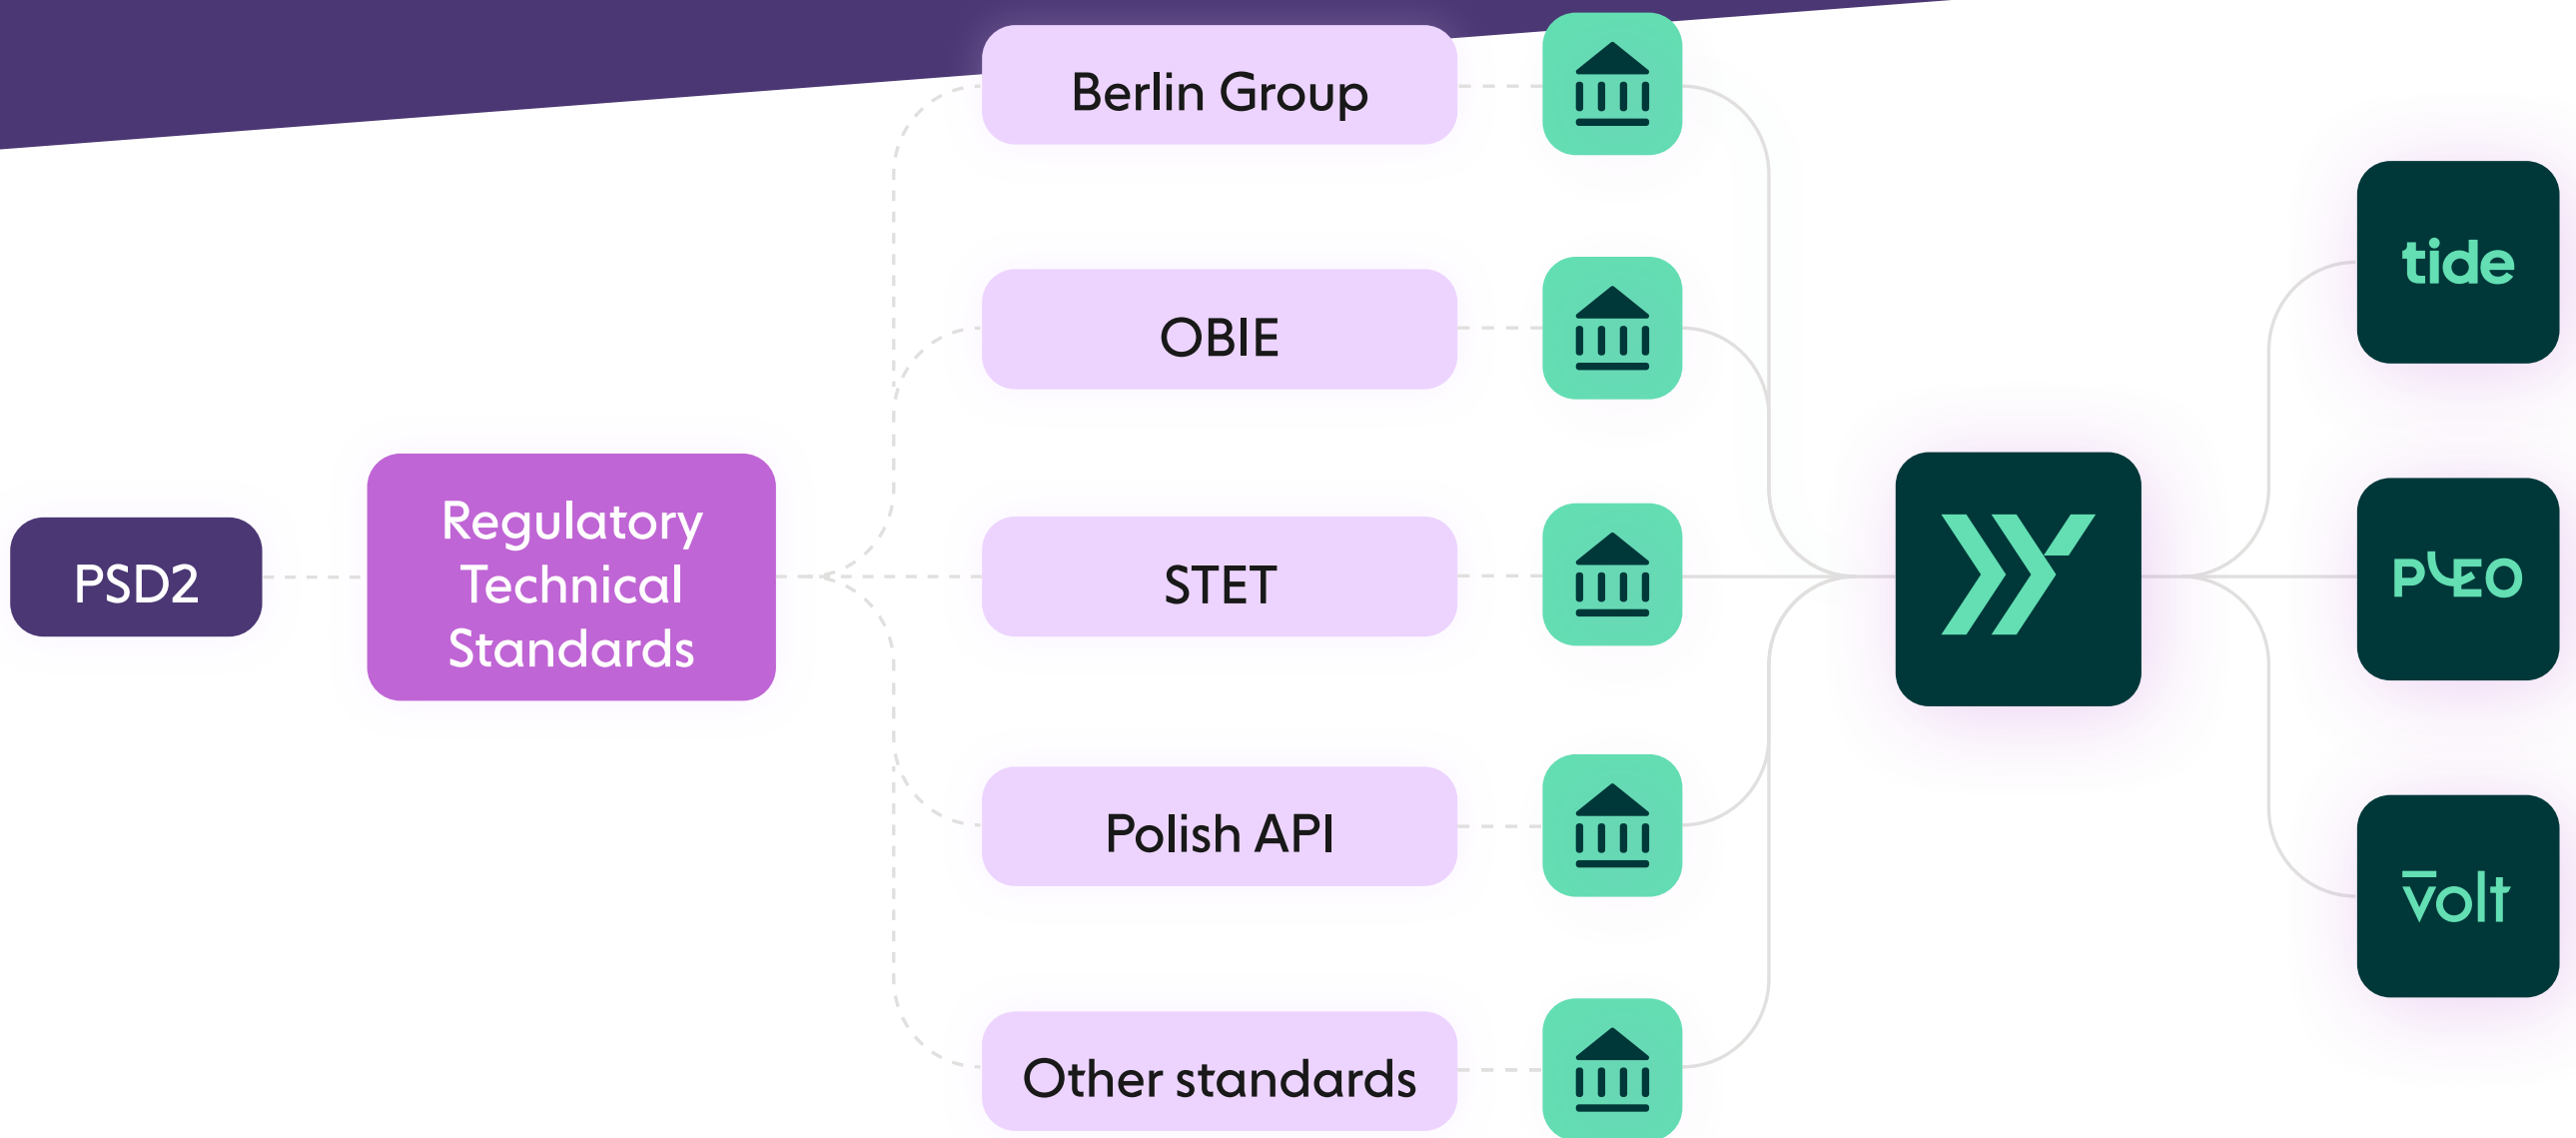 PSD2
Regulatory
Technical
Standards
Berlin Group
OBIE
STET
Polish API
Other standards
tide
PLEO
volt